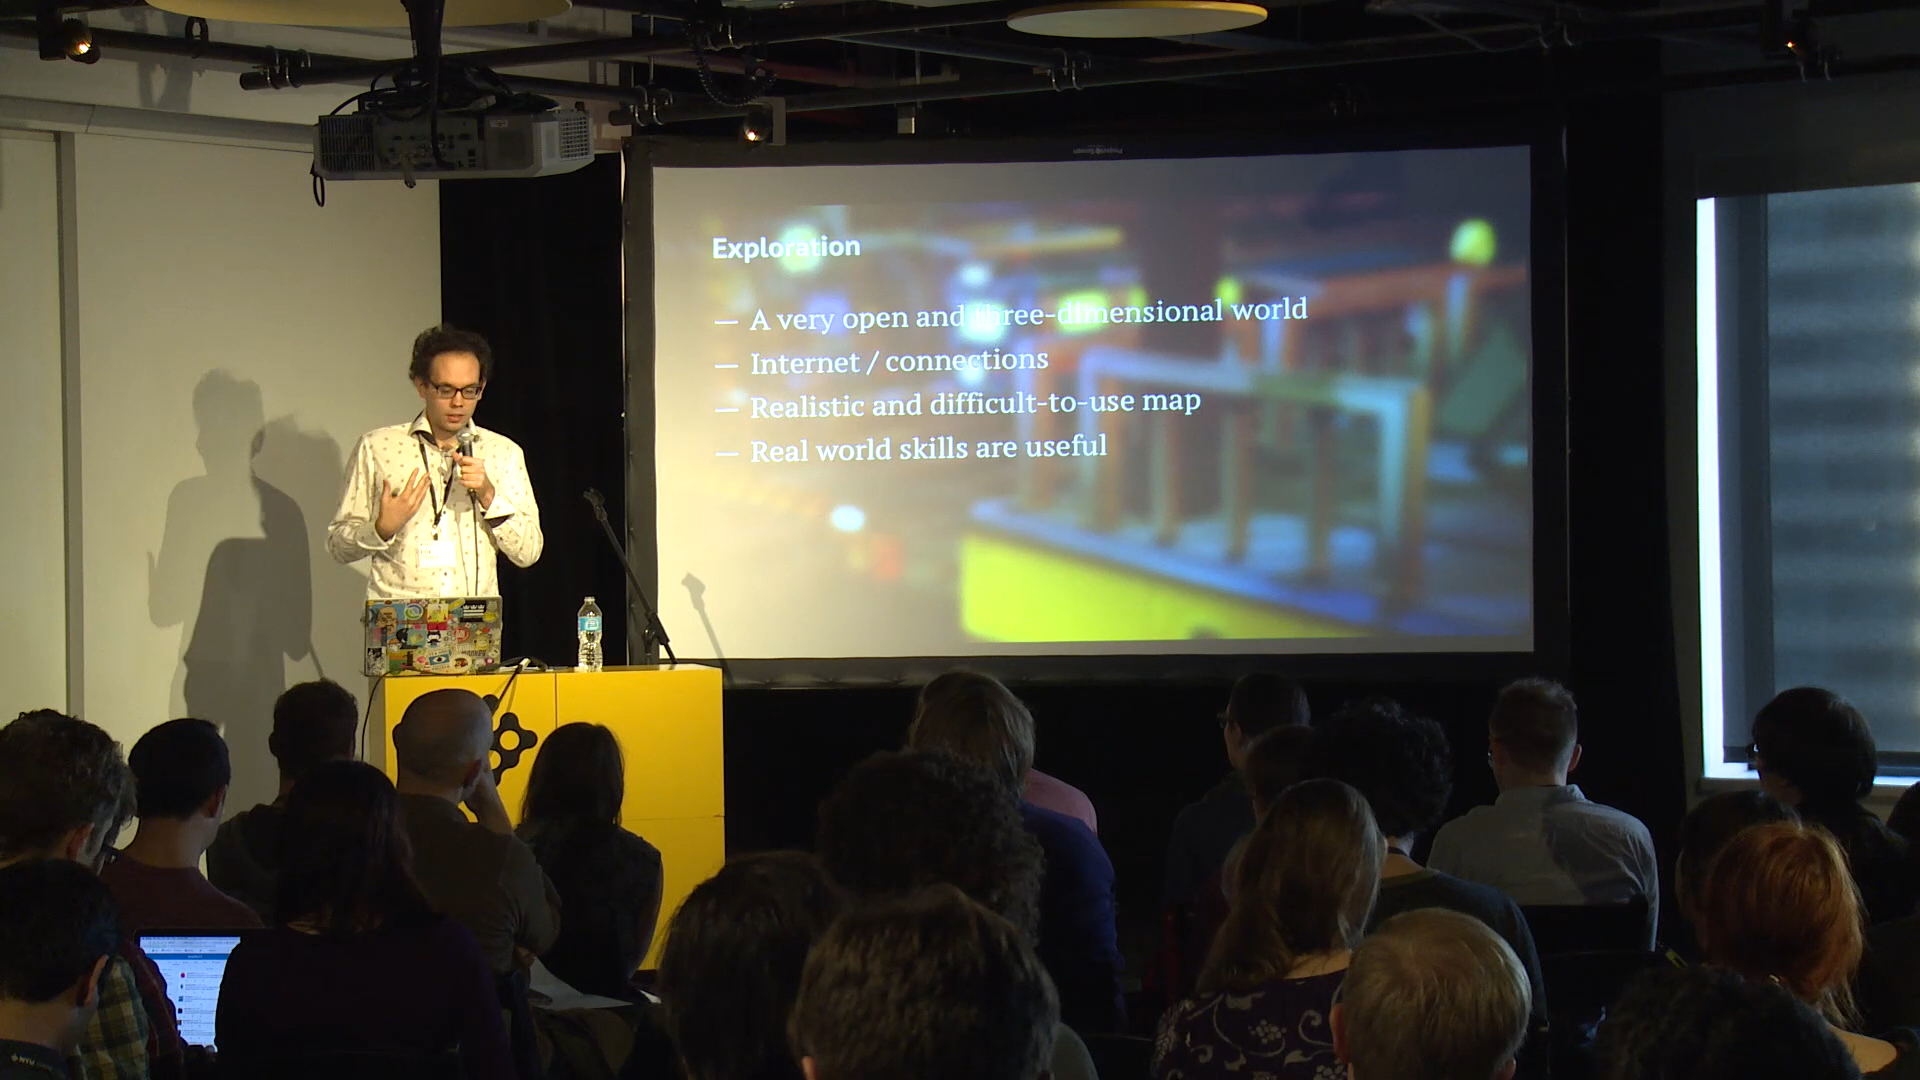 Exploration
— A very open and three-dimensional world
— Internet / connections
— Realistic and difficult-to-use map
— Real world skills are useful
NYU